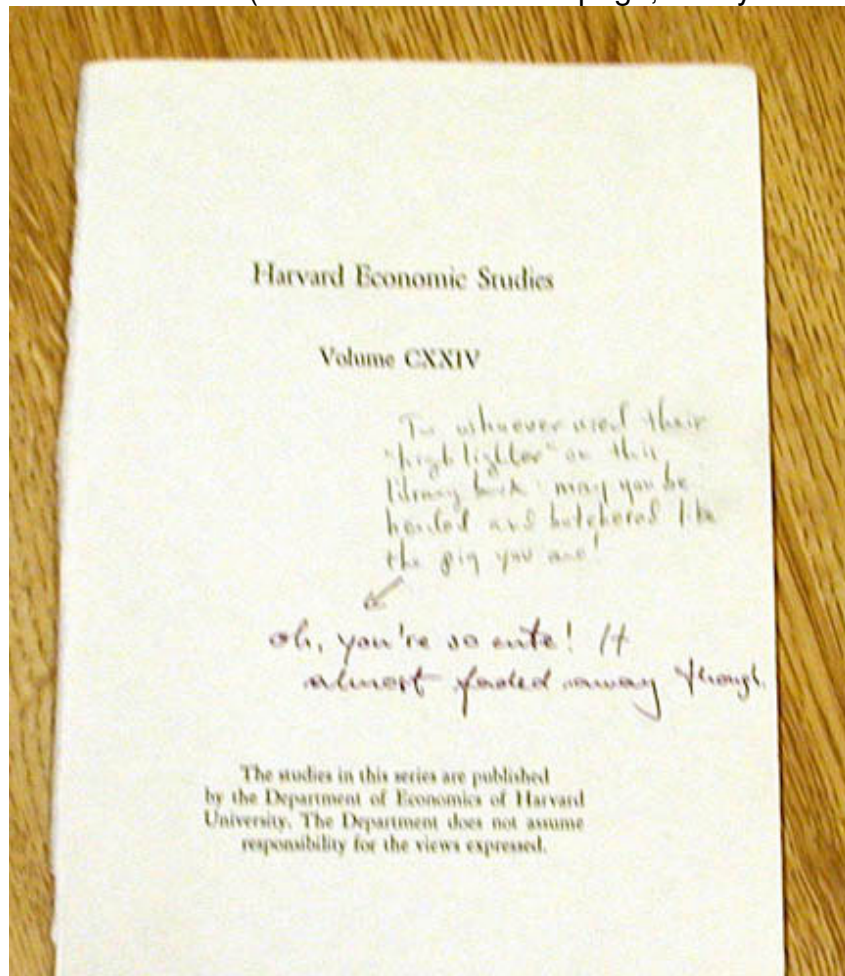 Harvard Economic Studies
Volume CXXIV
To whoever used their
"highlighter" on this
library book: may you be
hunted and butchered like
the pig you are!
oh, you're so cute! It
almost faded away though.
The studies in this series are published
by the Department of Economics of Harvard
University. The Department does not assume
responsibility for the views expressed.